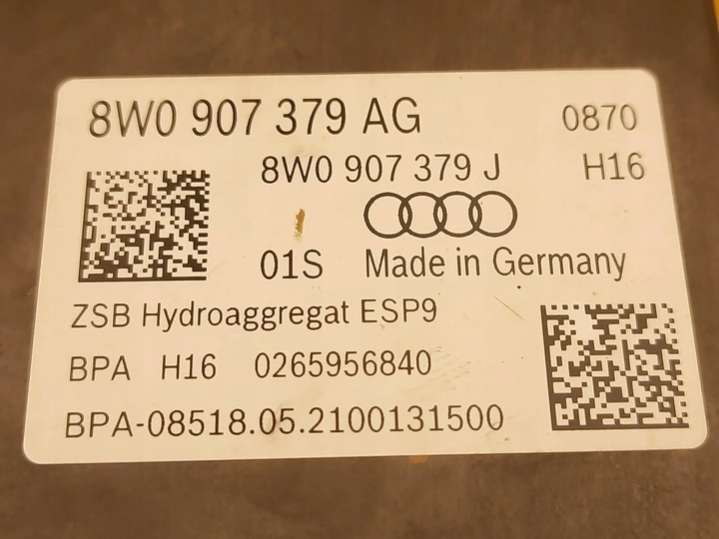 8W0 907 379 AG 0870
8W0 907 379 J H16
01S Made in Germany
ZSB Hydroaggregat ESP9
BPA H16 0265956840
BPA-08518.05.2100131500